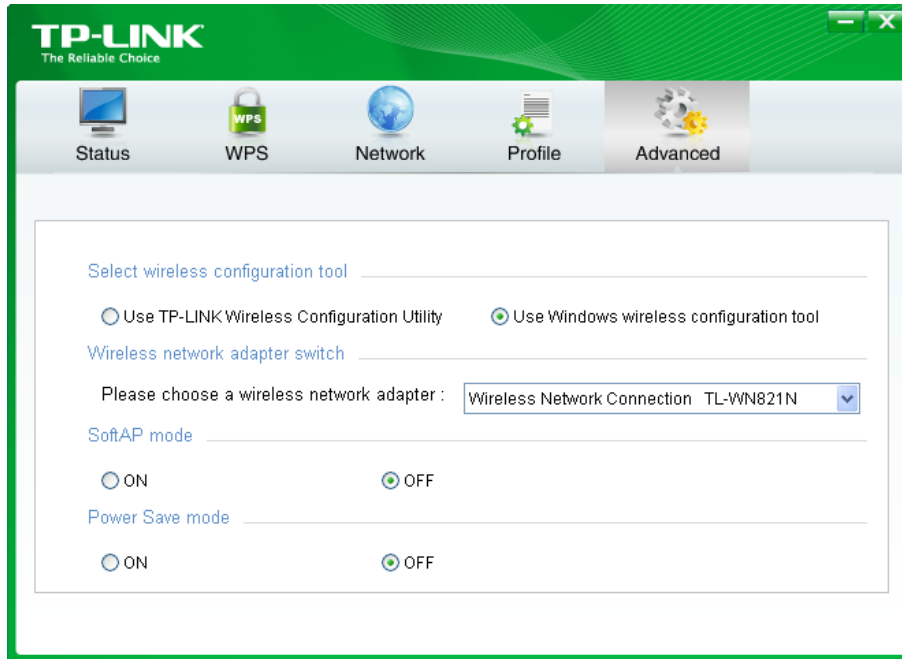 TP-LINK
The Reliable Choice
WPS
Status WPS Network Profile Advanced
Select wireless configuration tool
Use TP-LINK Wireless Configuration Utility Use Windows wireless configuration tool
Wireless network adapter switch
Please choose a wireless network adapter : Wireless Network Connection TL-WN821N
SoftAP mode
ON OFF
Power Save mode
ON OFF